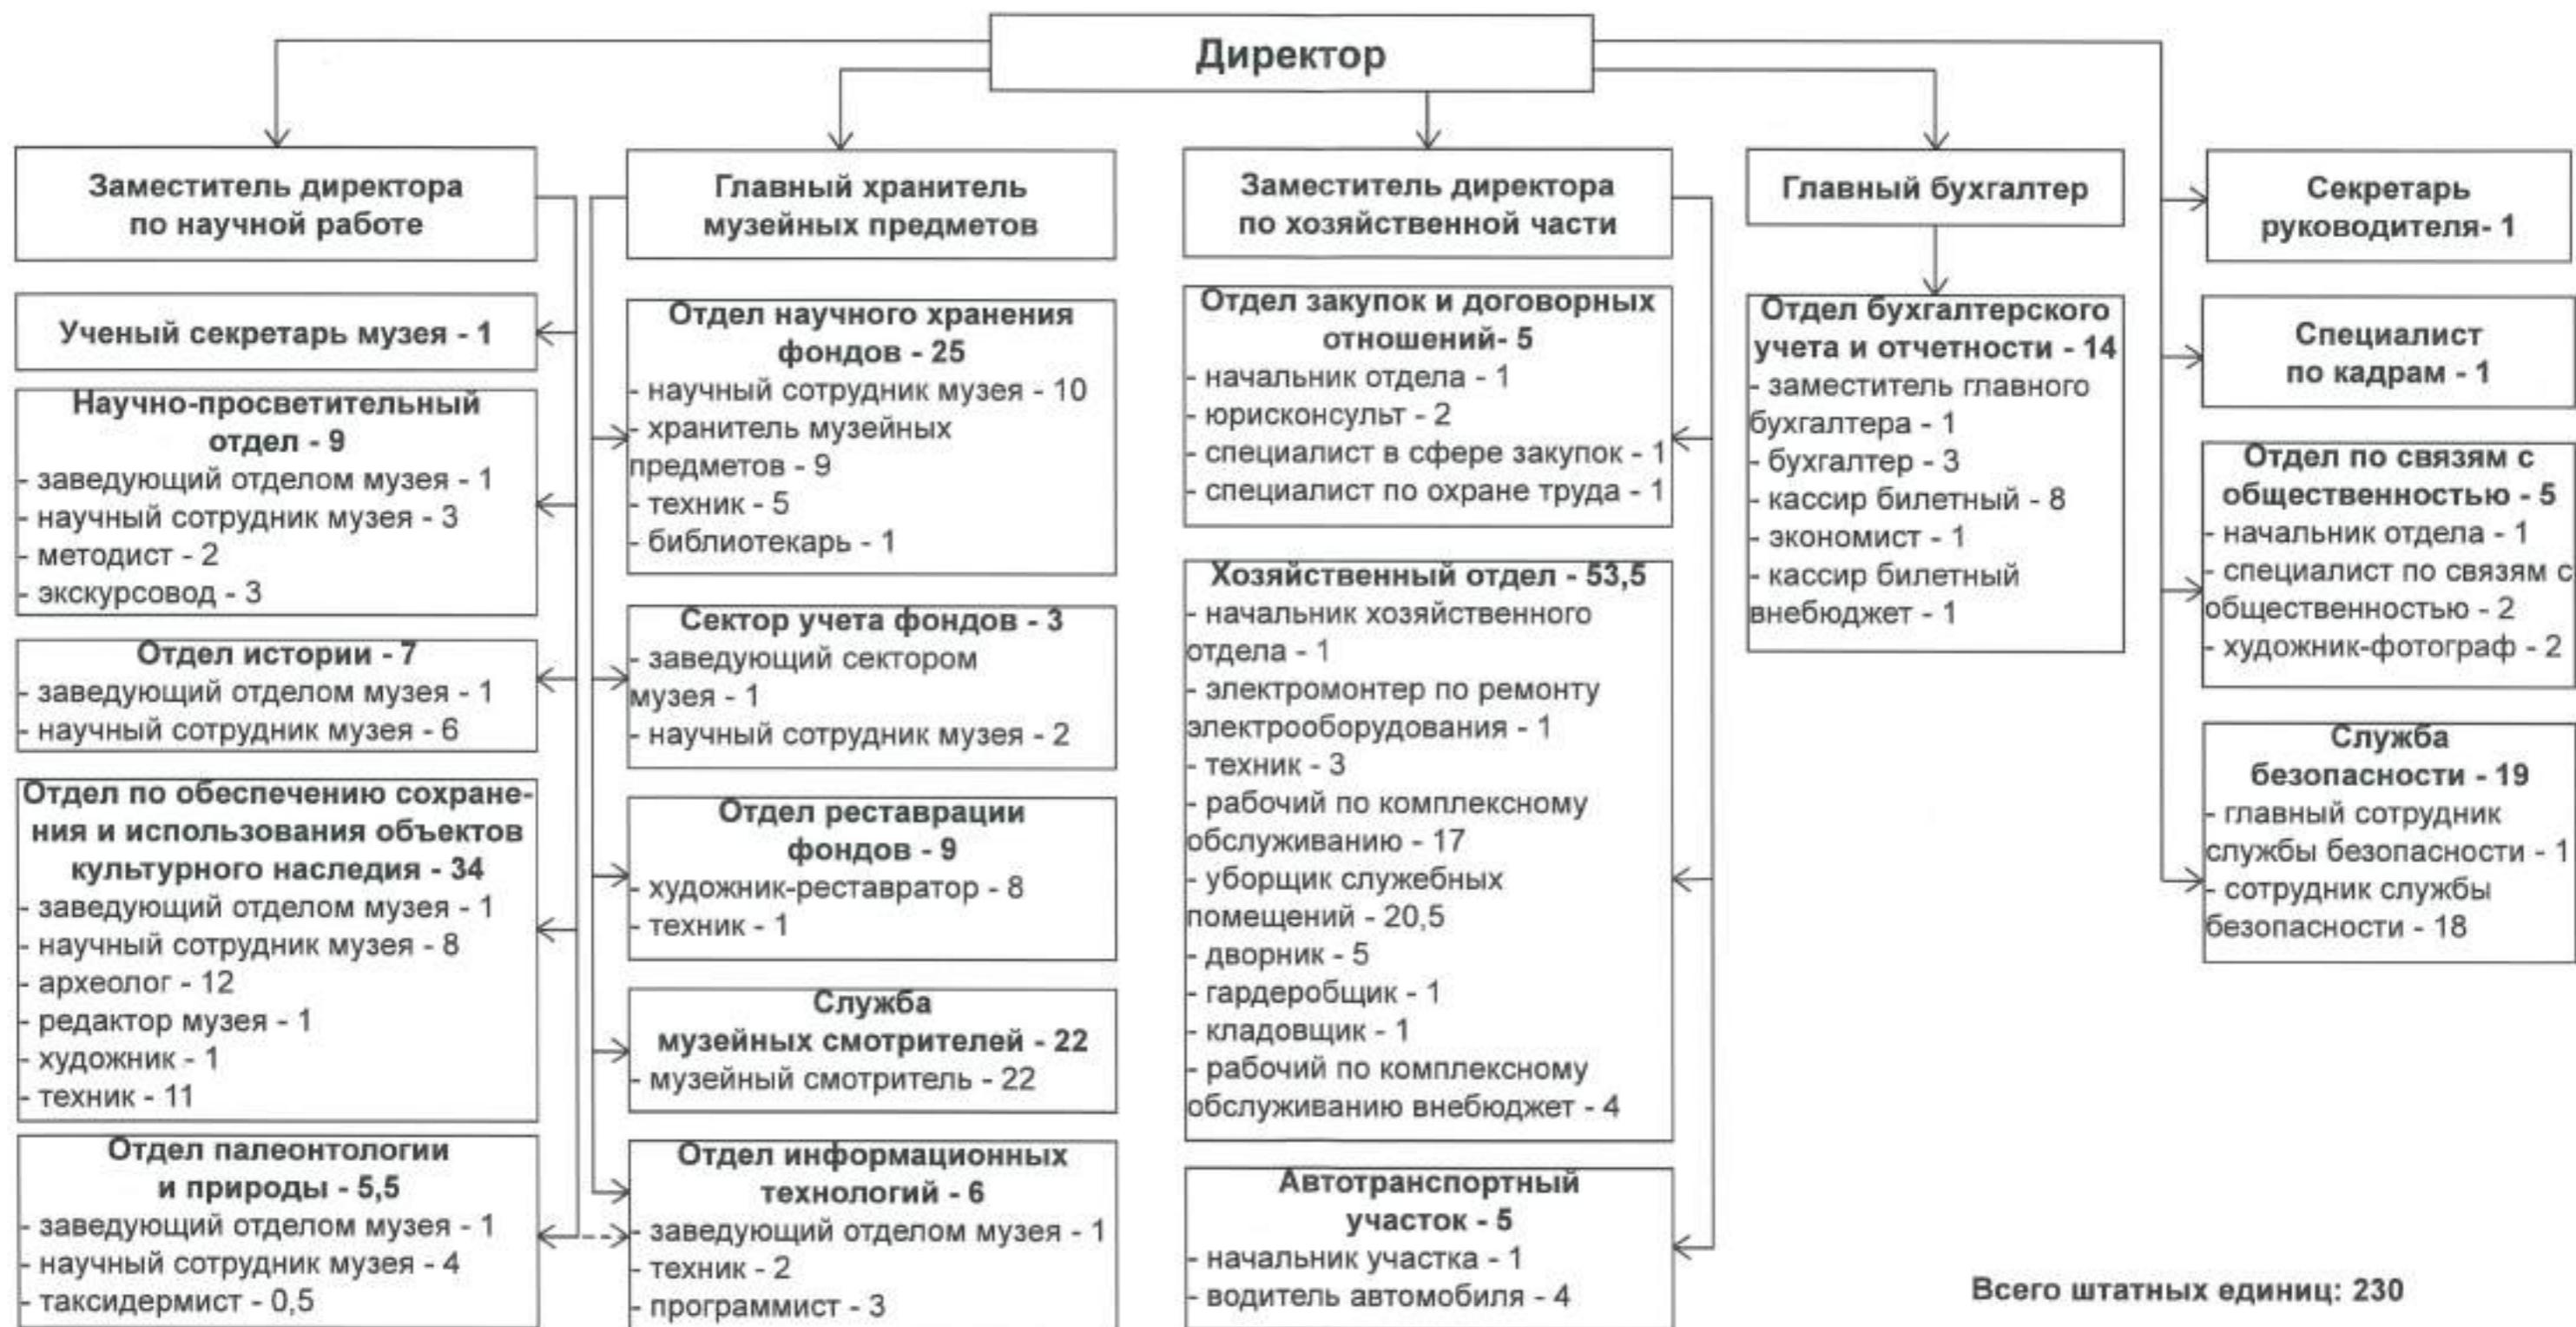 Директор
Заместитель директора
по научной работе
Ученый секретарь музея - 1
Научно-просветительный
отдел - 9
- заведующий отделом музея - 1
- научный сотрудник музея - 3
- методист - 2
- экскурсовод - 3
Отдел истории - 7
- заведующий отделом музея - 1
- научный сотрудник музея - 6
Отдел по обеспечению сохране-
ния и использования объектов
культурного наследия - 34
- заведующий отделом музея - 1
- научный сотрудник музея - 8
- археолог - 12
- редактор музея - 1
- художник - 1
- техник - 11
Отдел палеонтологии
и природы - 5,5
- заведующий отделом музея - 1
- научный сотрудник музея - 4
- таксидермист - 0,5
Главный хранитель
музейных предметов
Отдел научного хранения
фондов - 25
- научный сотрудник музея - 10
- хранитель музейных
предметов - 9
- техник - 5
- библиотекарь - 1
Сектор учета фондов - 3
- заведующий сектором
музея - 1
- научный сотрудник музея - 2
Отдел реставрации
фондов - 9
- художник-реставратор - 8
- техник - 1
Служба
музейных смотрителей - 22
- музейный смотритель - 22
Отдел информационных
технологий - 6
- заведующий отделом музея - 1
- техник - 2
- программист - 3
Заместитель директора
по хозяйственной части
Отдел закупок и договорных
отношений- 5
- начальник отдела - 1
- юрисконсульт - 2
- специалист в сфере закупок - 1
- специалист по охране труда - 1
Хозяйственный отдел - 53,5
- начальник хозяйственного
отдела - 1
- электромонтер по ремонту
электрооборудования - 1
- техник - 3
- рабочий по комплексному
обслуживанию - 17
- уборщик служебных
помещений - 20,5
- дворник - 5
- гардеробщик - 1
- кладовщик - 1
- рабочий по комплексному
обслуживанию внебюджет - 4
Автотранспортный
участок - 5
- начальник участка - 1
- водитель автомобиля - 4
Главный бухгалтер
Отдел бухгалтерского
учета и отчетности - 14
- заместитель главного
бухгалтера - 1
- бухгалтер - 3
- кассир билетный - 8
- экономист - 1
- кассир билетный
внебюджет - 1
Секретарь
руководителя- 1
Специалист
по кадрам - 1
Отдел по связям с
общественностью - 5
- начальник отдела - 1
- специалист по связям с
общественностью - 2
- художник-фотограф - 2
Служба
безопасности - 19
- главный сотрудник
службы безопасности - 1
- сотрудник службы
безопасности - 18
Всего штатных единиц: 230